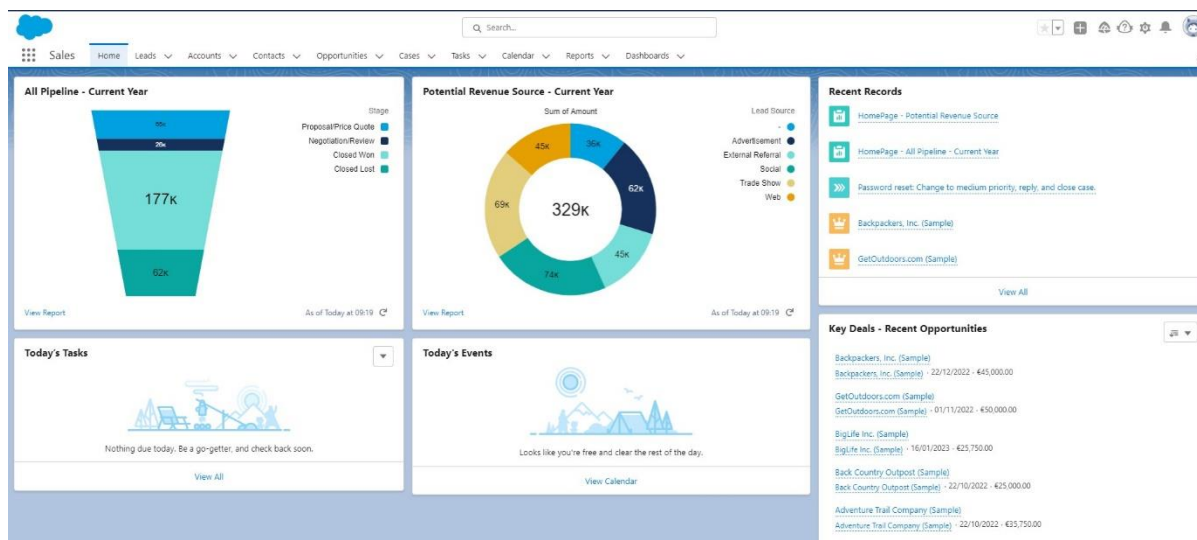 Search...
Sales Home Leads Accounts Contacts Opportunities Cases Tasks Calendar Reports Dashboards
All Pipeline - Current Year
Stage
Proposal/Price Quote
Negotiation/Review
Closed Won
Closed Lost
26K
177K
62K
View Report
As of Today at 09:19
Potential Revenue Source - Current Year
Sum of Amount
Lead Source
-
Advertisement
External Referral
Social
Trade Show
Web
45K
36K
62K
69K
329K
45K
74K
View Report
As of Today at 09:19
Recent Records
HomePage - Potential Revenue Source
HomePage - All Pipeline - Current Year
Password reset: Change to medium priority, reply, and close case.
Backpackers, Inc. (Sample)
GetOutdoors.com (Sample)
View All
Today's Tasks
Nothing due today. Be a go-getter, and check back soon.
View All
Today's Events
Looks like you're free and clear the rest of the day.
View Calendar
Key Deals - Recent Opportunities
Backpackers, Inc. (Sample)
Backpackers, Inc. (Sample) - 22/12/2022 - €45,000.00
GetOutdoors.com (Sample)
GetOutdoors.com (Sample) - 01/11/2022 - €50,000.00
BigLife Inc. (Sample)
BigLife Inc. (Sample) - 16/01/2023 - €25,750.00
Back Country Outpost (Sample)
Back Country Outpost (Sample) - 22/10/2022 - €25,000.00
Adventure Trail Company (Sample)
Adventure Trail Company (Sample) - 22/10/2022 - €35,750.00